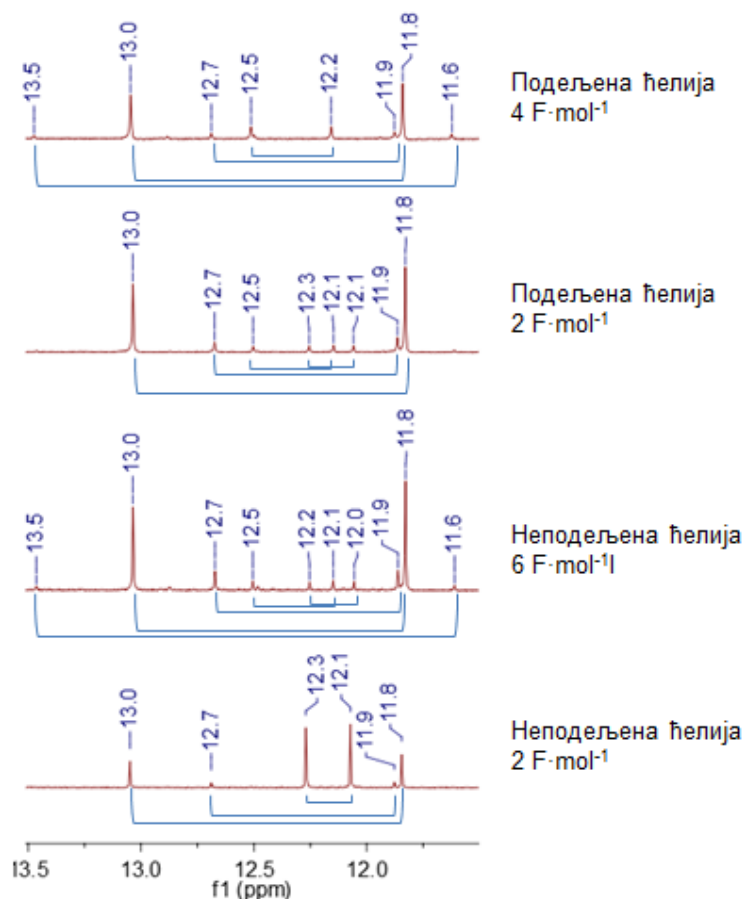 13.5 13.0 12.7 12.5 12.2 11.9 11.8 11.6
Подељена ћелија
4 F·mol-1
13.0 12.7 12.5 12.3 12.1 12.1 11.9 11.8
Подељена ћелија
2 F·mol-1
13.5 13.0 12.7 12.5 12.2 12.1 12.0 11.9 11.8 11.6
Неподељена ћелија
6 F·mol-1l
13.0 12.7 12.3 12.1 11.9 11.8
Неподељена ћелија
2 F·mol-1
13.5 13.0 12.5 12.0
f1 (ppm)